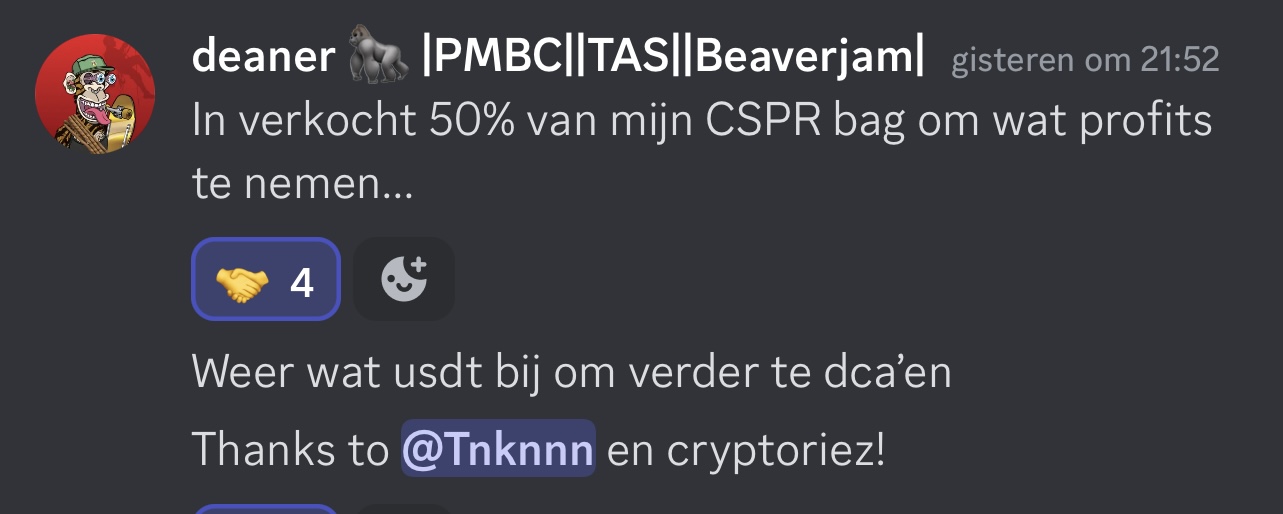 deaner 🦍 |PMBC||TAS||Beaverjam| gisteren om 21:52
In verkocht 50% van mijn CSPR bag om wat profits
te nemen...
🤝 4
Weer wat usdt bij om verder te dca’en
Thanks to @Tnknnn en cryptoriez!